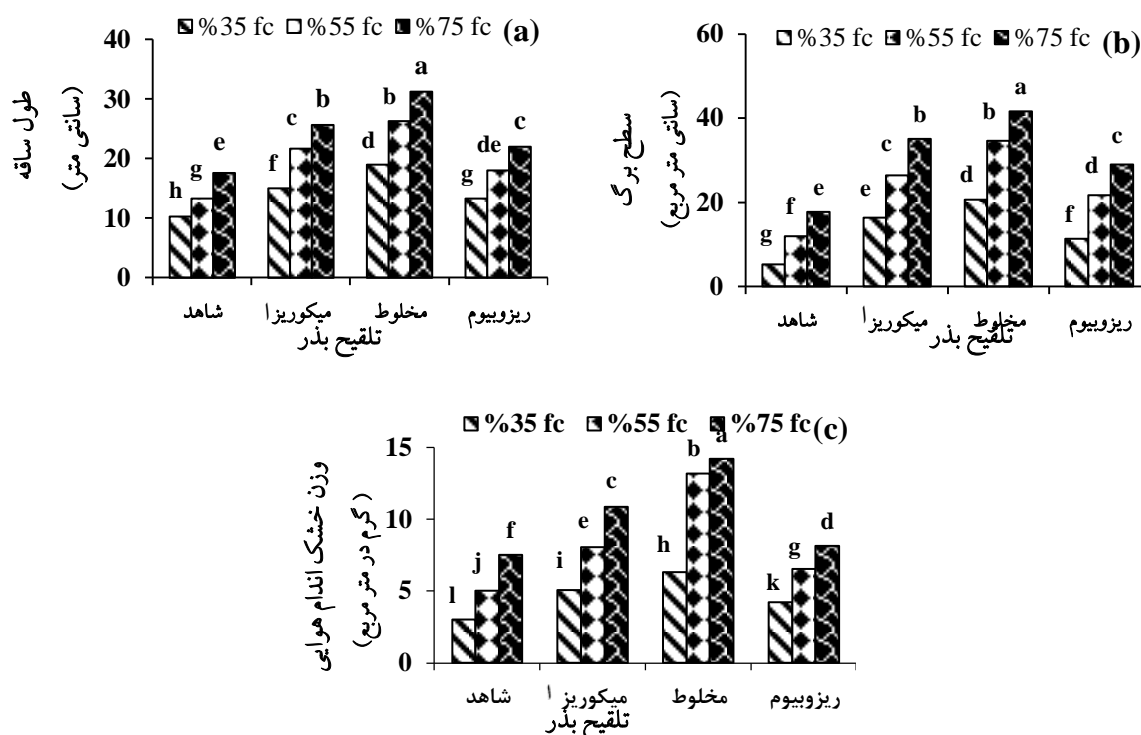 %35 fc %55 fc %75 fc (a)
40
30
20
10
0
طول ساقه
(سانتی متر)
h g e f c b d b a g de c
شاهد میکوریزا مخلوط ریزوبیوم
تلقیح بذر
%35 fc %55 fc %75 fc (b)
60
40
20
0
سطح برگ
(سانتی متر مربع)
g f e e c b d b a f d c
شاهد میکوریزا مخلوط ریزوبیوم
تلقیح بذر
%35 fc %55 fc %75 fc (c)
15
10
5
0
وزن خشک اندام هوایی
(گرم در متر مربع)
l j f i e c h b a k g d
شاهد میکوریزا مخلوط ریزوبیوم
تلقیح بذر